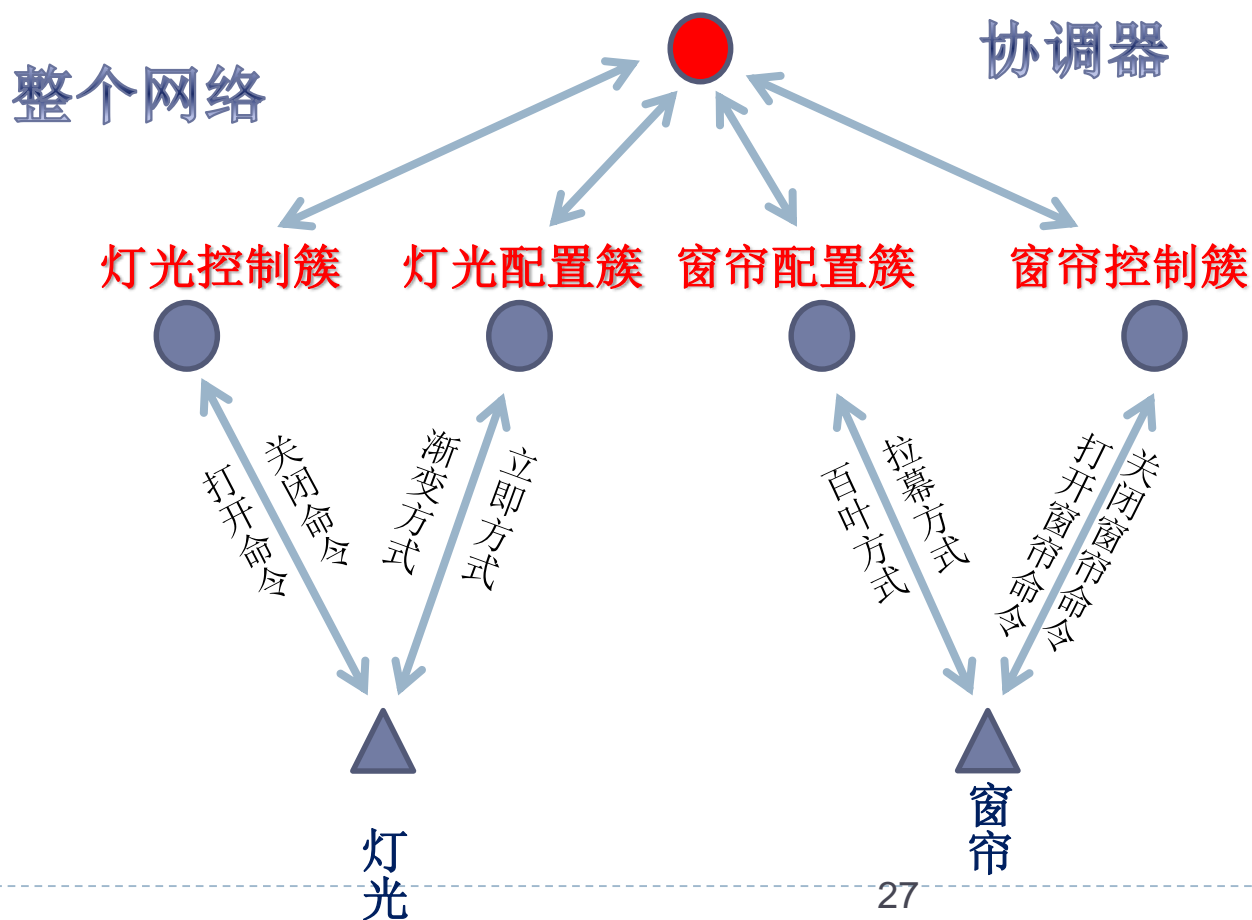 整个网络
协调器
灯光控制簇
灯光配置簇
窗帘配置簇
窗帘控制簇
打开命令
关闭命令
渐变方式
立即方式
百叶方式
拉幕方式
打开窗帘命令
关闭窗帘命令
灯光
窗帘
27